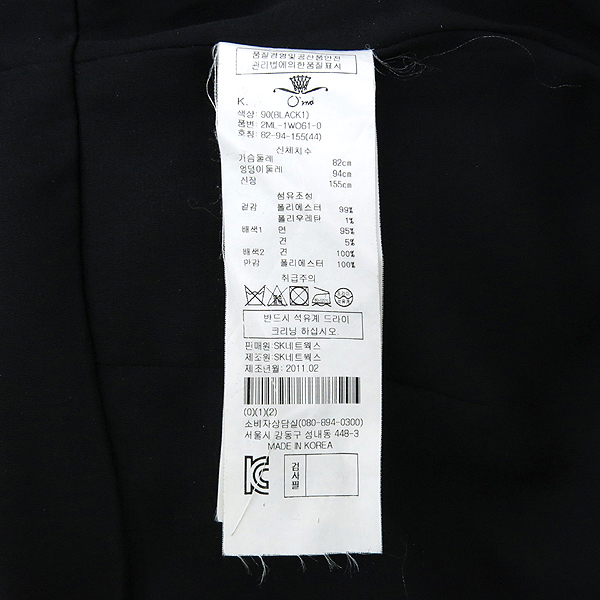 품질경영및공산품안전
관리법에의한품질표시
O'2nd
K.
색상: 90(BLACK1)
품번: 2ML-1WO61-0
호칭: 82-94-155(44)
신체치수
가슴둘레 82cm
엉덩이둘레 94cm
신장 155cm
섬유조성
겉감 폴리에스터 99%
폴리우레탄 1%
배색1 면 95%
견 5%
배색2 견 100%
안감 폴리에스터 100%
취급주의
반드시 석유계 드라이
크리닝 하십시오.
판매원:SK네트웍스
제조원:SK네트웍스
제조년월: 2011.02
(0)(1)(2)
소비자상담실(080-894-0300)
서울시 강동구 성내동 448-3
MADE IN KOREA
검사필